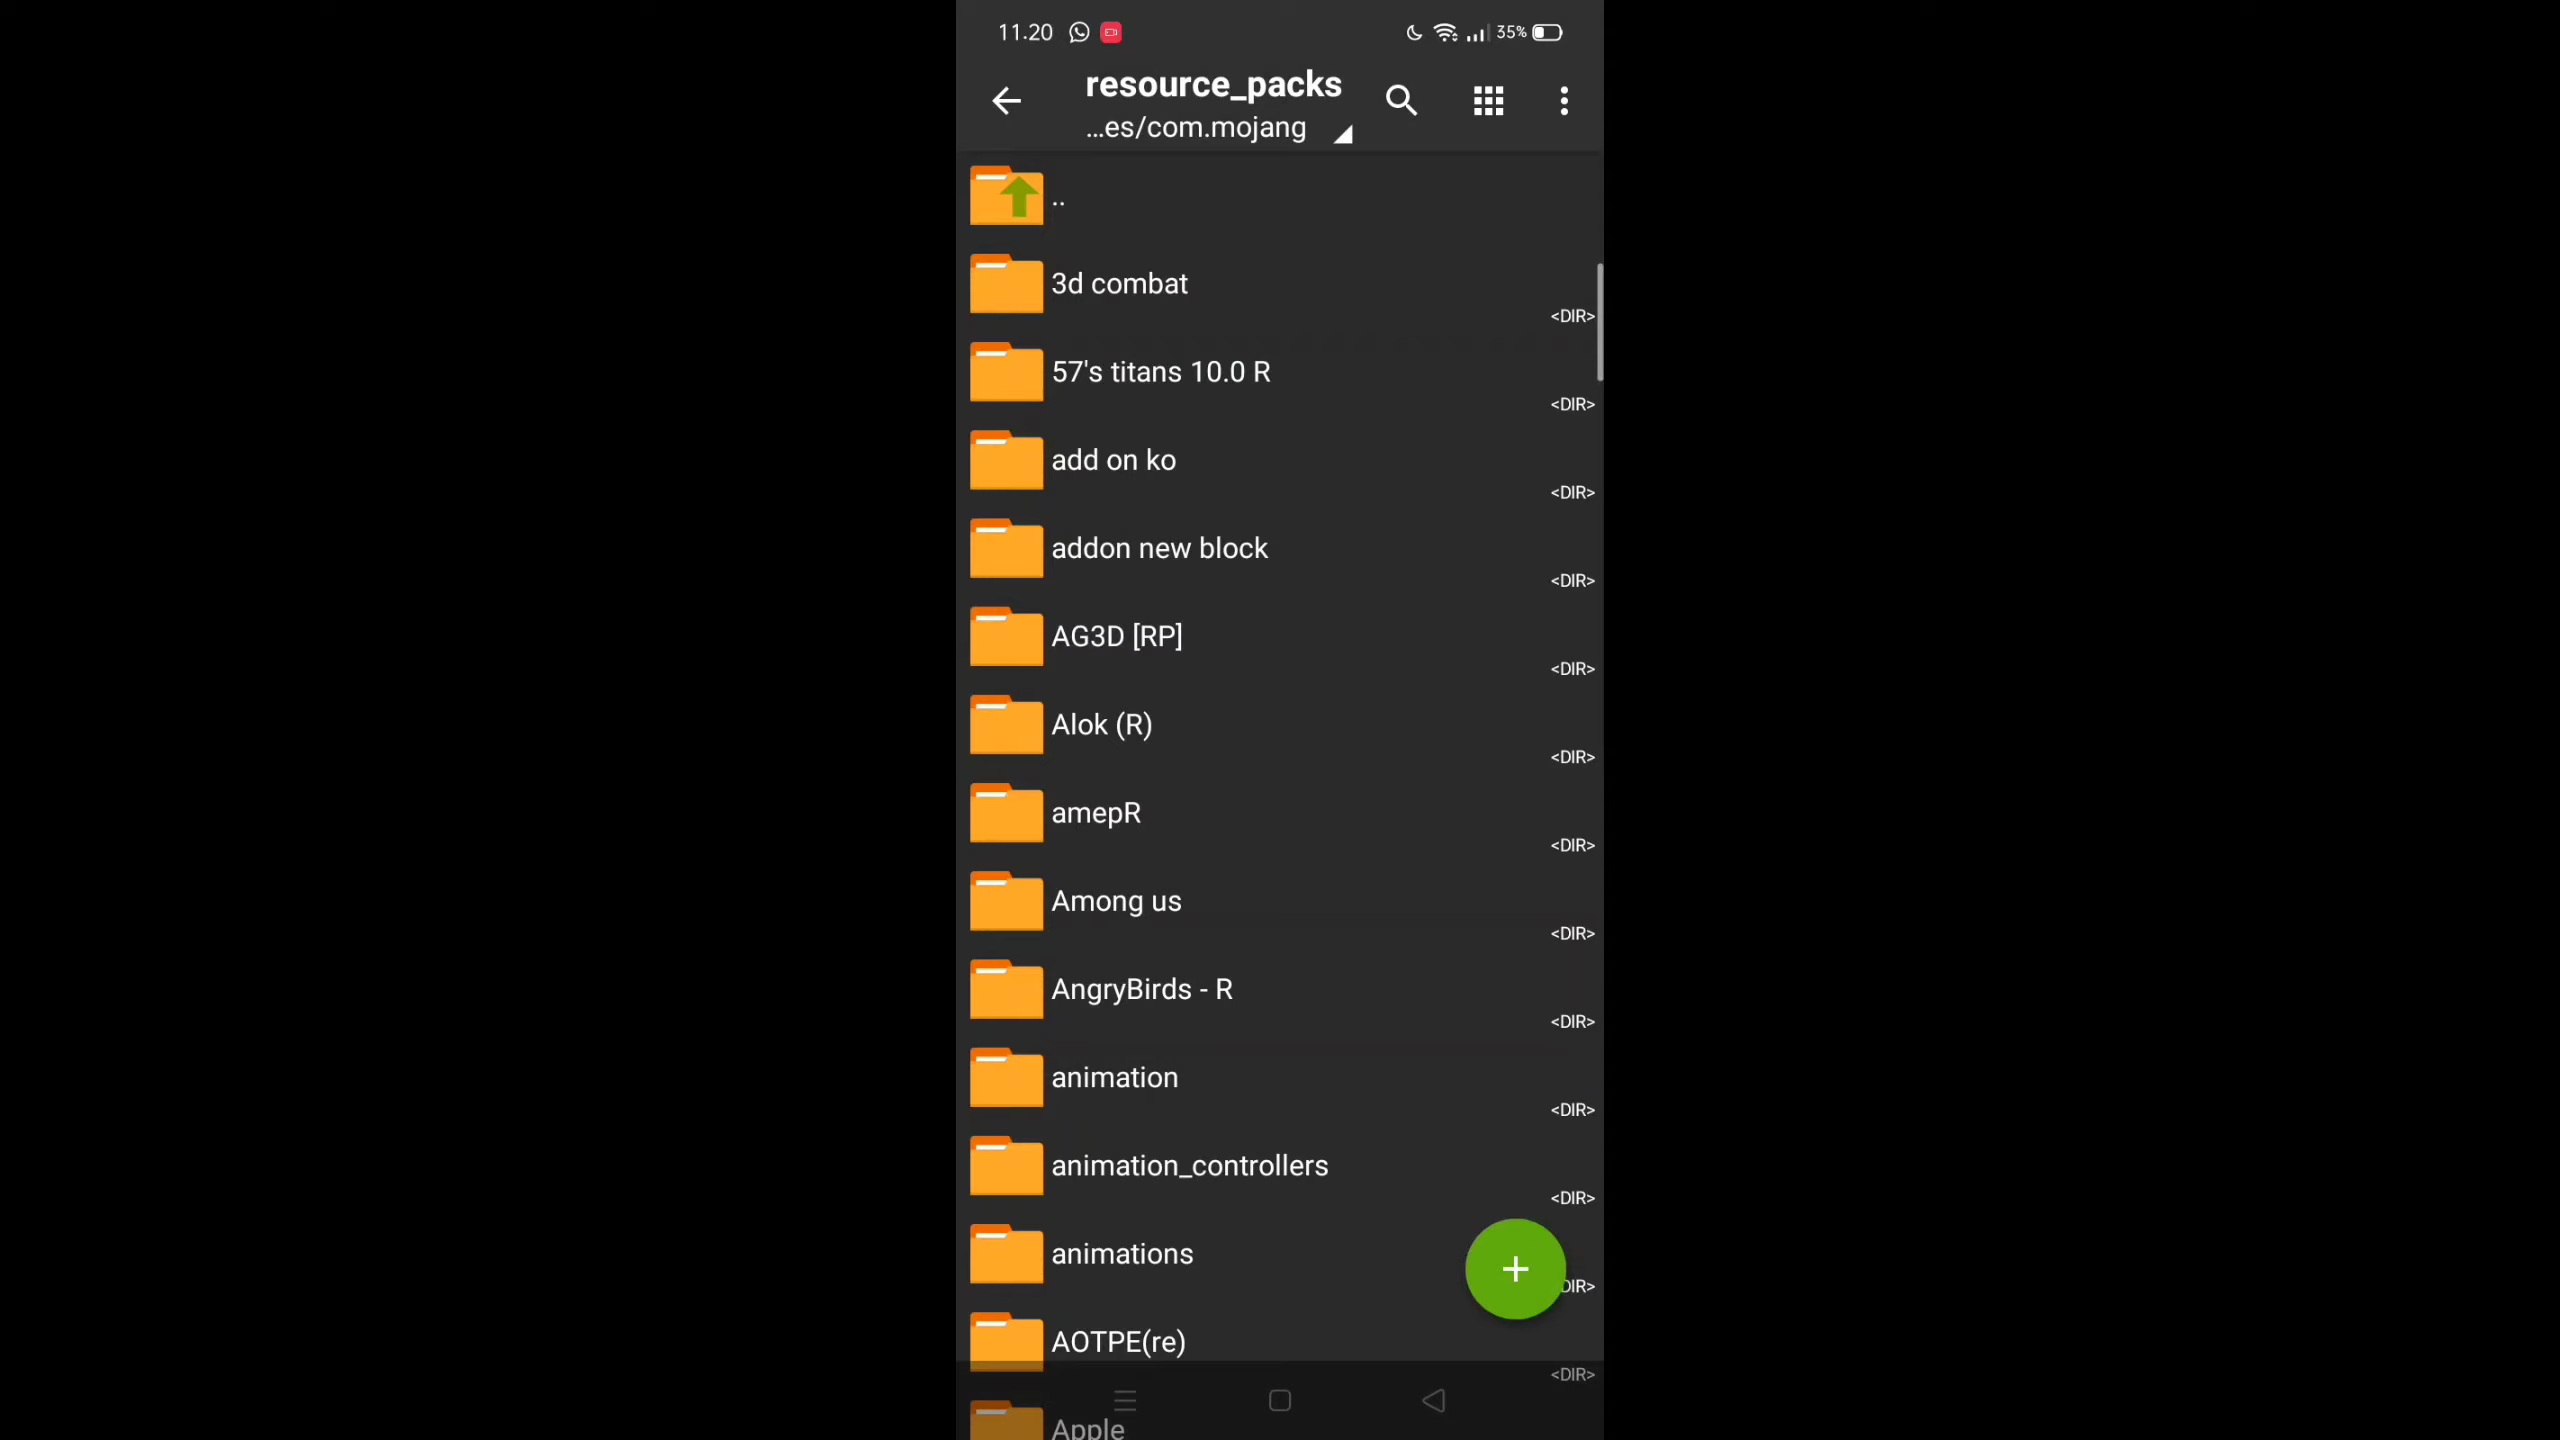 11.20
35%
resource_packs
...es/com.mojang
..
3d combat
<DIR>
57's titans 10.0 R
<DIR>
add on ko
<DIR>
addon new block
<DIR>
AG3D [RP]
<DIR>
Alok (R)
<DIR>
amepR
<DIR>
Among us
<DIR>
AngryBirds - R
<DIR>
animation
<DIR>
animation_controllers
<DIR>
animations
DIR>
AOTPE(re)
<DIR>
Apple